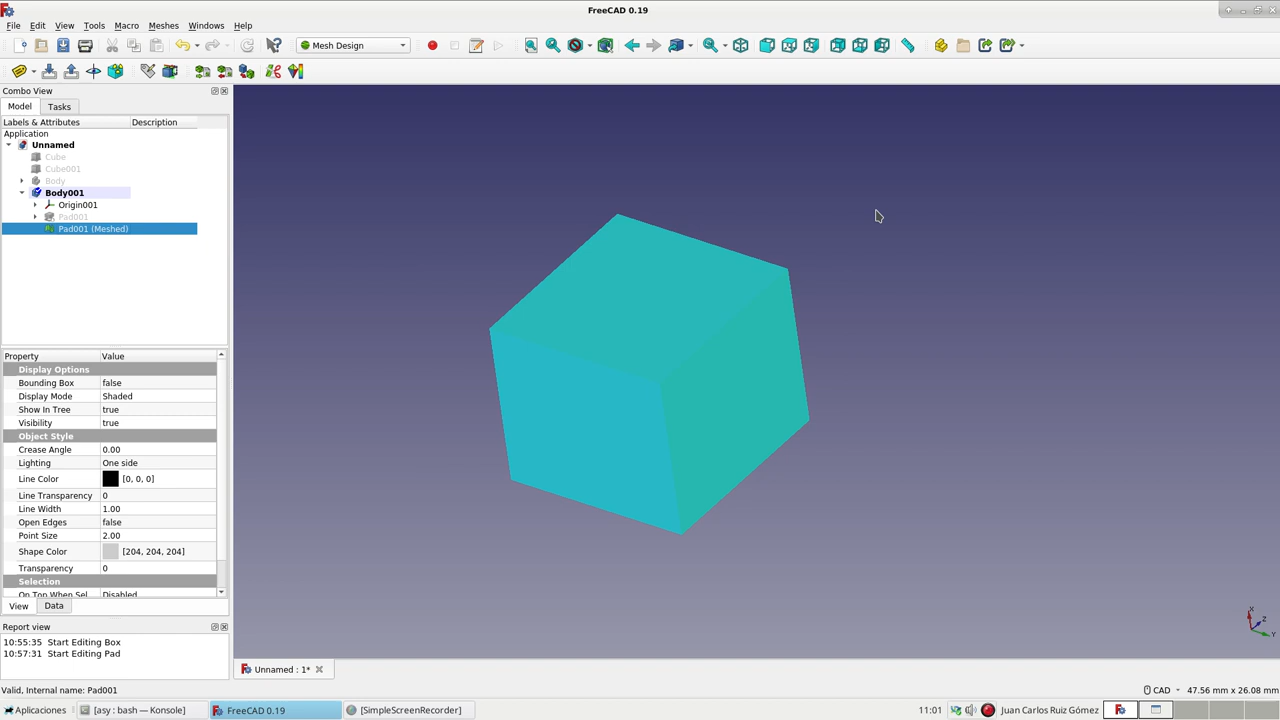 FreeCAD 0.19
File Edit View Tools Macro Meshes Windows Help
Mesh Design
Combo View
Model Tasks
Labels & Attributes Description
Application
Unnamed
Cube
Cube001
Body
Body001
Origin001
Pad001
Pad001 (Meshed)
Property Value
Display Options
Bounding Box false
Display Mode Shaded
Show In Tree true
Visibility true
Object Style
Crease Angle 0.00
Lighting One side
Line Color [0, 0, 0]
Line Transparency 0
Line Width 1.00
Open Edges false
Point Size 2.00
Shape Color [204, 204, 204]
Transparency 0
Selection
On Top When Sel Disabled
View Data
Report view
10:55:35 Start Editing Box
10:57:31 Start Editing Pad
X
Z
Y
Unnamed : 1*
Valid, Internal name: Pad001 CAD 47.56 mm x 26.08 mm
Aplicaciones [asy : bash — Konsole] FreeCAD 0.19 [SimpleScreenRecorder] 11:01 Juan Carlos Ruiz Gómez